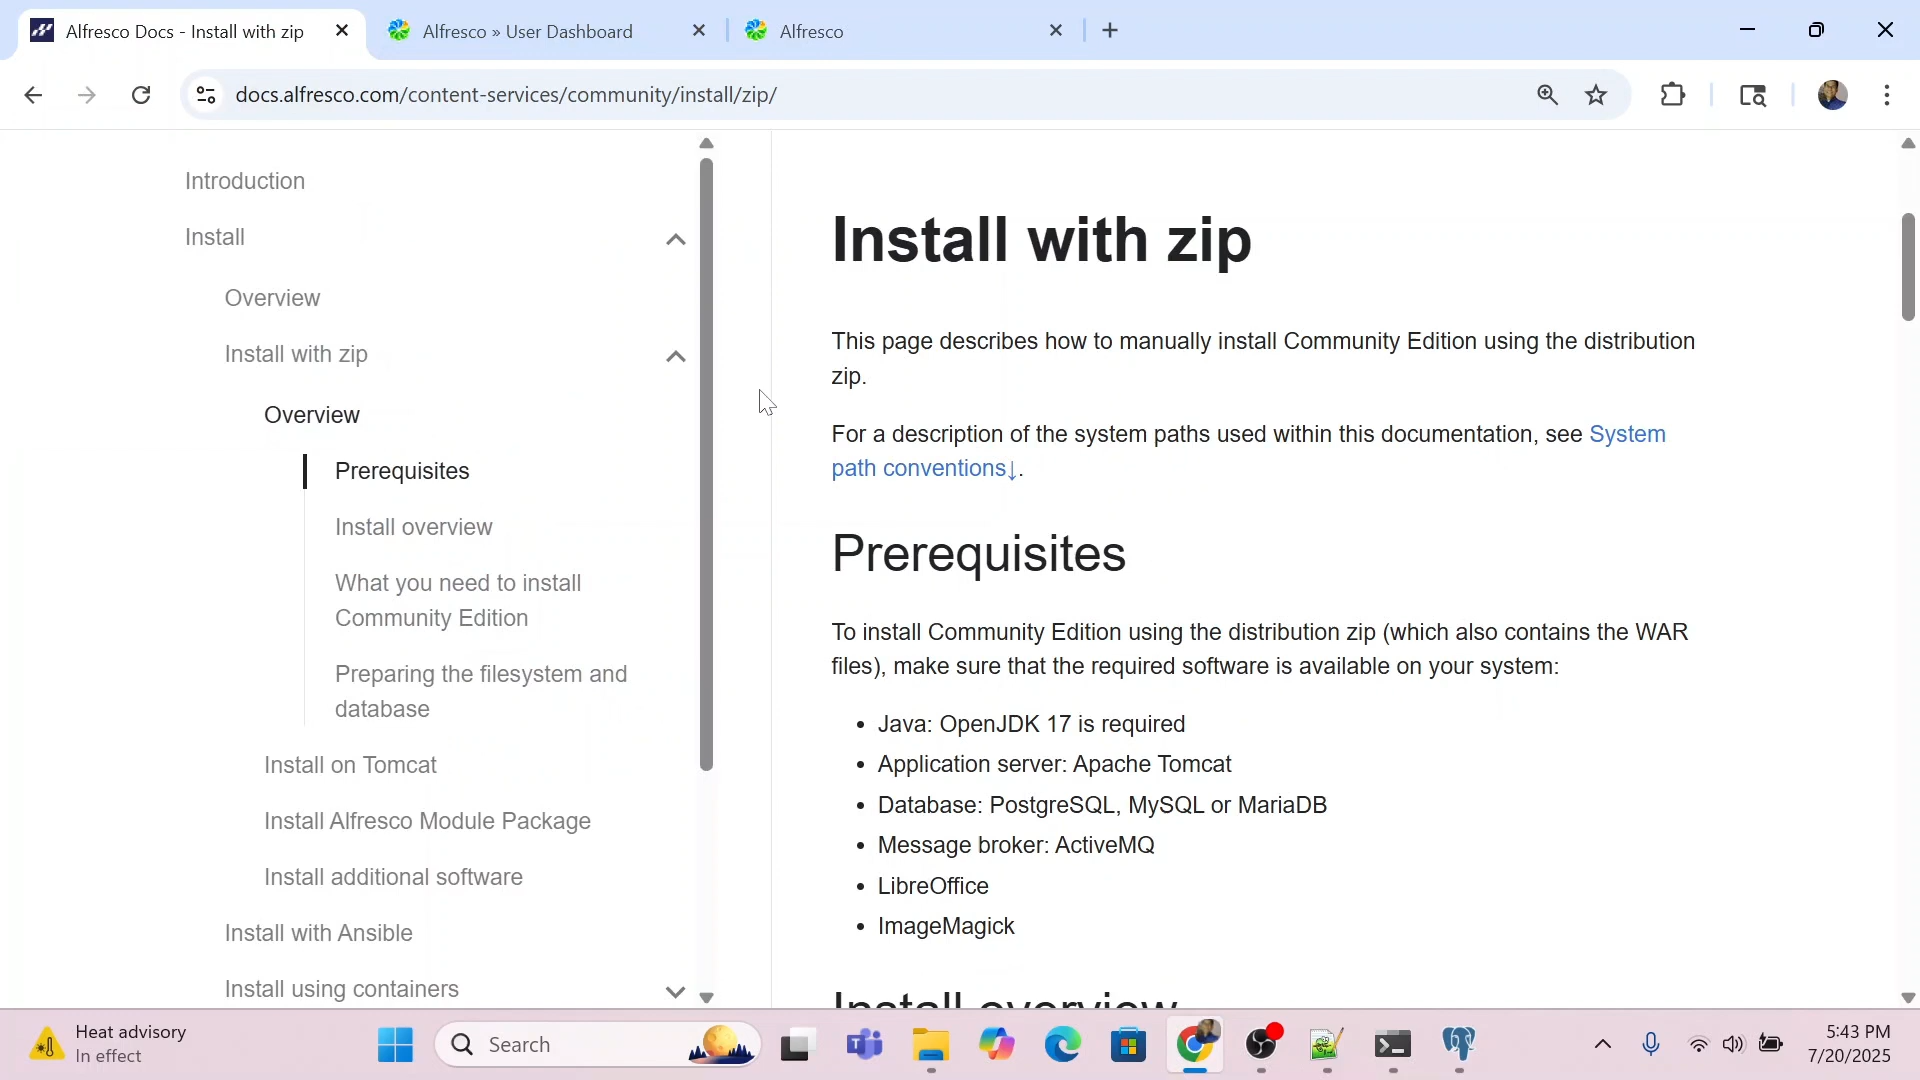 Alfresco Docs - Install with zip
Alfresco » User Dashboard
Alfresco
docs.alfresco.com/content-services/community/install/zip/
Introduction
Install
Overview
Install with zip
Overview
Prerequisites
Install overview
What you need to install
Community Edition
Preparing the filesystem and
database
Install on Tomcat
Install Alfresco Module Package
Install additional software
Install with Ansible
Install using containers
Install with zip
This page describes how to manually install Community Edition using the distribution
zip.
For a description of the system paths used within this documentation, see System
path conventions↓.
Prerequisites
To install Community Edition using the distribution zip (which also contains the WAR
files), make sure that the required software is available on your system:
• Java: OpenJDK 17 is required
• Application server: Apache Tomcat
• Database: PostgreSQL, MySQL or MariaDB
• Message broker: ActiveMQ
• LibreOffice
• ImageMagick
Install overview
Heat advisory
In effect
Search
5:43 PM
7/20/2025